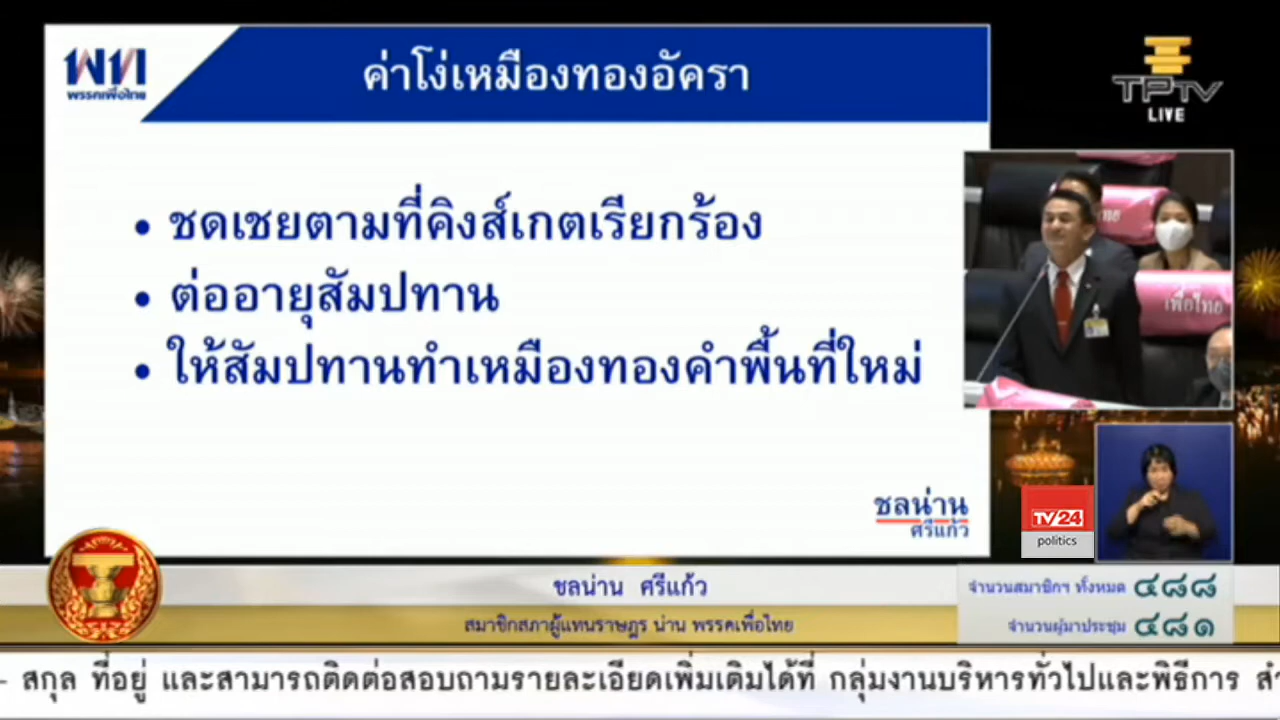 พท
พรรคเพื่อไทย
ค่าโง่เหมืองทองอัครา
TPTV
LIVE
• ชดเชยตามที่คิงส์เกตเรียกร้อง
• ต่ออายุสัมปทาน
• ให้สัมปทานทำเหมืองทองคำพื้นที่ใหม่
เพื่อไทย
ชลน่าน
ศรีแก้ว
TV24
politics
ชลน่าน ศรีแก้ว
สมาชิกสภาผู้แทนราษฎร น่าน พรรคเพื่อไทย
จำนวนสมาชิกฯ ทั้งหมด ๔๘๘
จำนวนผู้มาประชุม ๔๘๑
- สกุล ที่อยู่ และสามารถติดต่อสอบถามรายละเอียดเพิ่มเติมได้ที่ กลุ่มงานบริหารทั่วไปและพิธีการ สำ